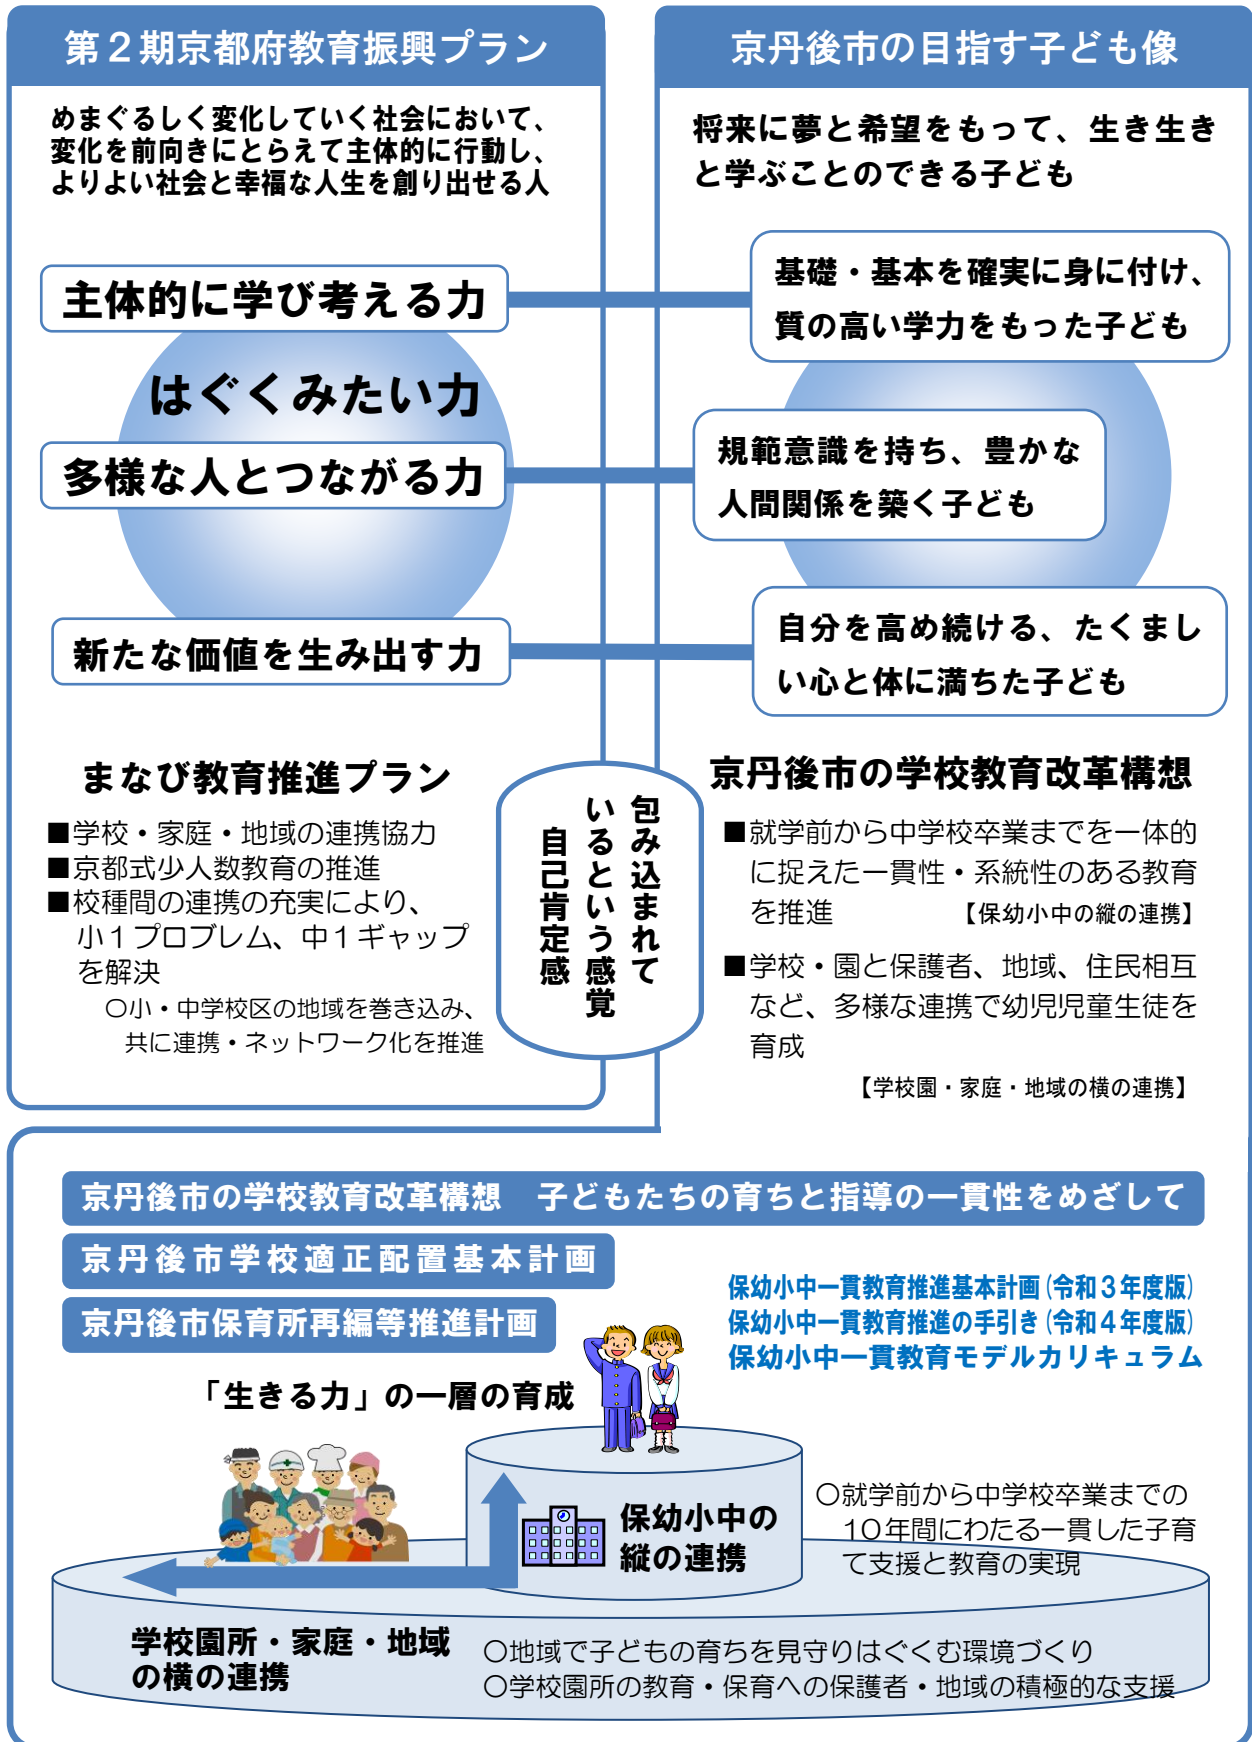 第２期京都府教育振興プラン
めまぐるしく変化していく社会において、
変化を前向きにとらえて主体的に行動し、
よりよい社会と幸福な人生を創り出せる人
主体的に学び考える力
はぐくみたい力
多様な人とつながる力
新たな価値を生み出す力
まなび教育推進プラン
■学校・家庭・地域の連携協力
■京都式少人数教育の推進
■校種間の連携の充実により、
小１プロブレム、中１ギャップ
を解決
○小・中学校区の地域を巻き込み、
共に連携・ネットワーク化を推進
包み込まれて
いるという感覚
自己肯定感
京丹後市の目指す子ども像
将来に夢と希望をもって、生き生き
と学ぶことのできる子ども
基礎・基本を確実に身に付け、
質の高い学力をもった子ども
規範意識を持ち、豊かな
人間関係を築く子ども
自分を高め続ける、たくまし
い心と体に満ちた子ども
京丹後市の学校教育改革構想
■就学前から中学校卒業までを一体的
に捉えた一貫性・系統性のある教育
を推進　【保幼小中の縦の連携】
■学校・園と保護者、地域、住民相互
など、多様な連携で幼児児童生徒を
育成
【学校園・家庭・地域の横の連携】
京丹後市の学校教育改革構想　子どもたちの育ちと指導の一貫性をめざして
京丹後市学校適正配置基本計画
京丹後市保育所再編等推進計画
保幼小中一貫教育推進基本計画(令和３年度版)
保幼小中一貫教育推進の手引き(令和４年度版)
保幼小中一貫教育モデルカリキュラム
「生きる力」の一層の育成
保幼小中の
縦の連携
○就学前から中学校卒業までの
10年間にわたる一貫した子育
て支援と教育の実現
学校園所・家庭・地域
の横の連携
○地域で子どもの育ちを見守りはぐくむ環境づくり
○学校園所の教育・保育への保護者・地域の積極的な支援